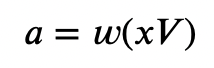 a = w(xV)